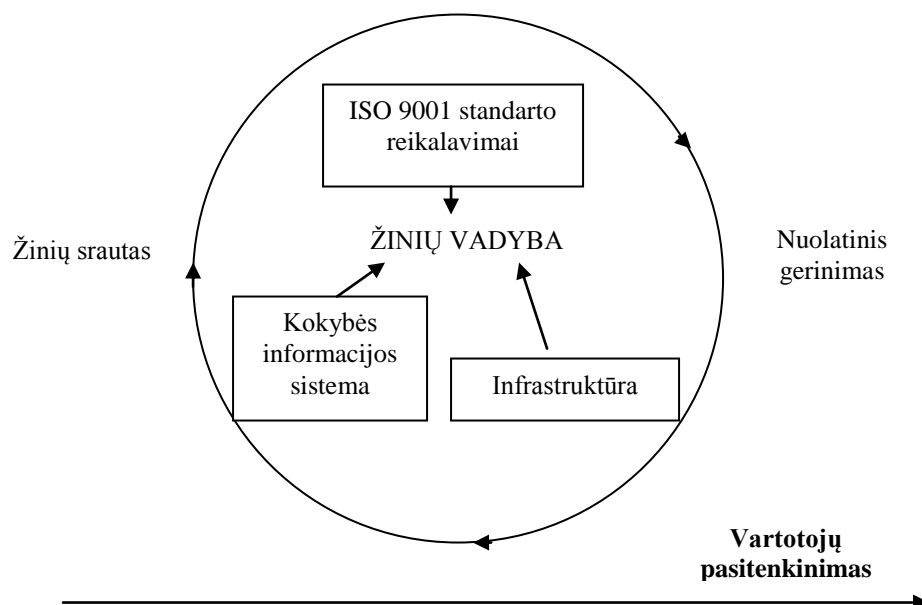 ISO 9001 standarto
reikalavimai
ŽINIŲ VADYBA
Žinių srautas
Nuolatinis
gerinimas
Kokybės
informacijos
sistema
Infrastruktūra
Vartotojų
pasitenkinimas